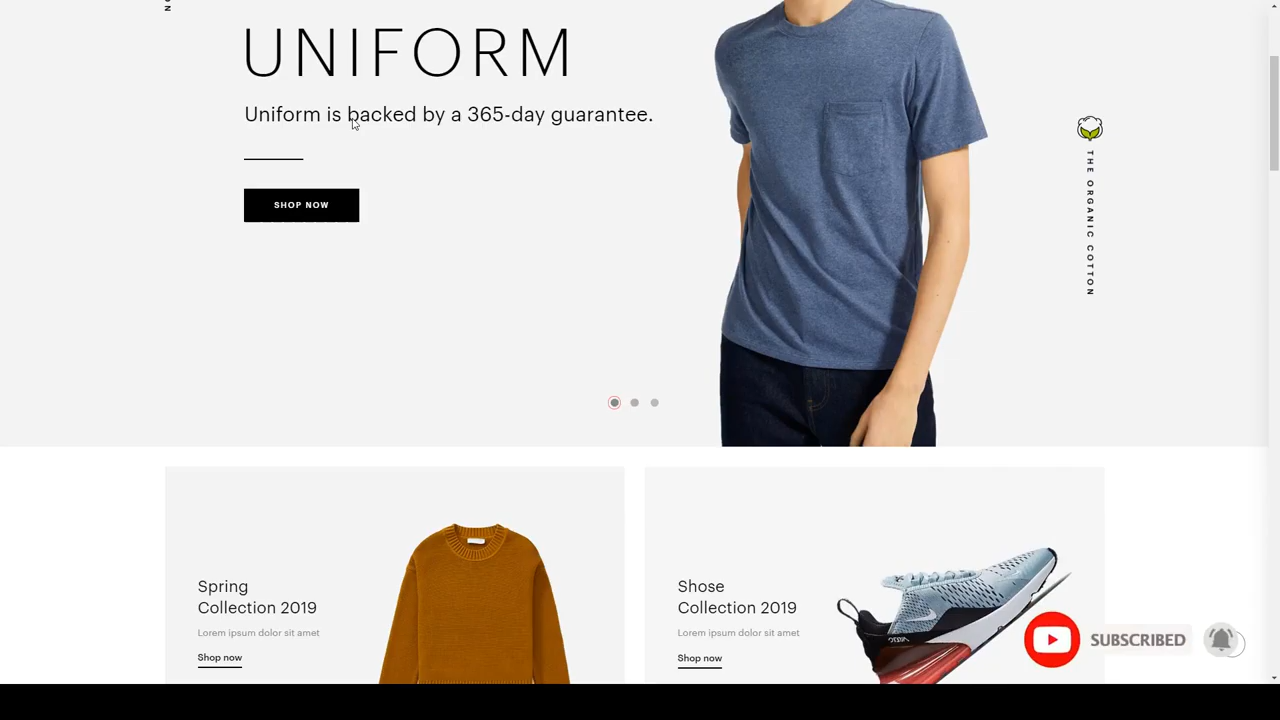 UNIFORM
Uniform is backed by a 365-day guarantee.
SHOP NOW
THE ORGANIC COTTON
Spring
Collection 2019
Lorem ipsum dolor sit amet
Shop now
Shose
Collection 2019
Lorem ipsum dolor sit amet
Shop now
SUBSCRIBED